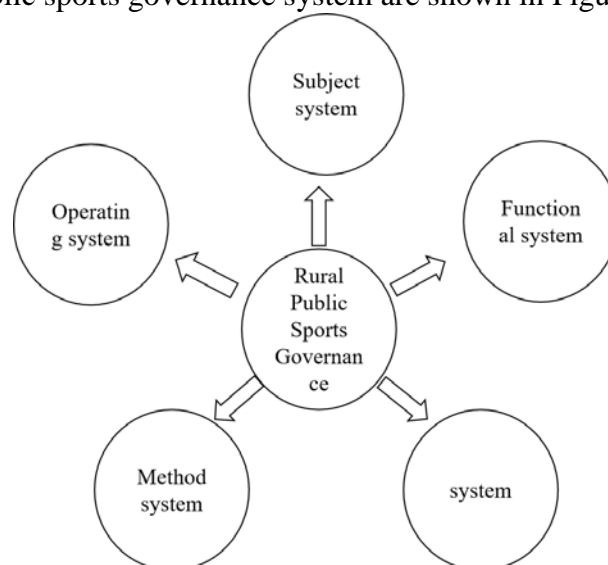 blic sports governance system are shown in Figu
Subject
system
Operatin
g system
Function
al system
Rural
Public
Sports
Governan
ce
Method
system
system